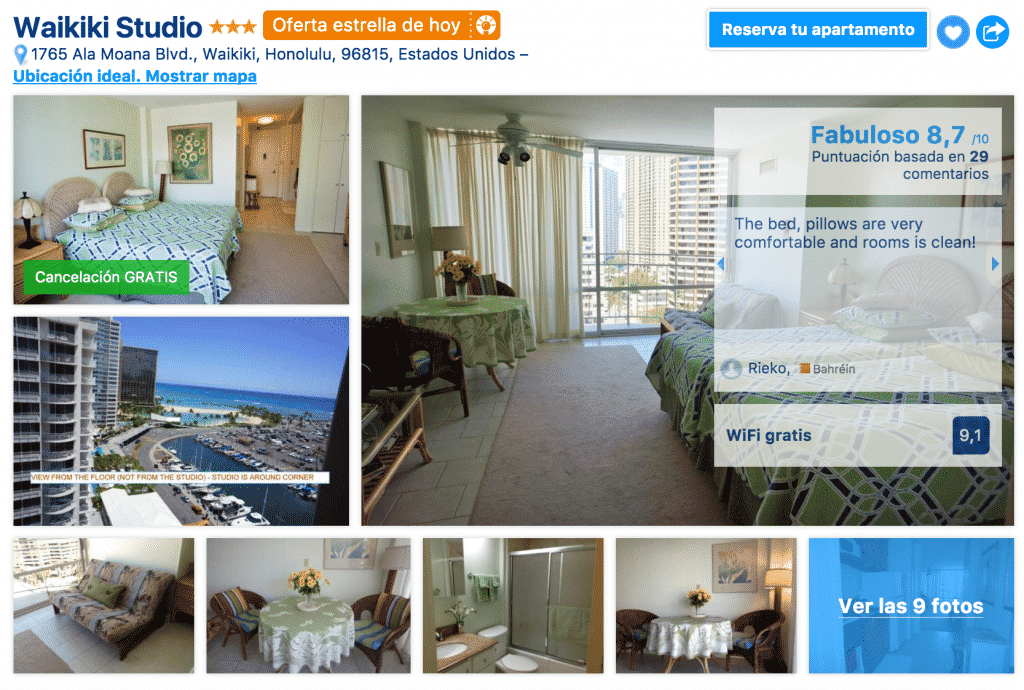 Waikiki Studio
Oferta estrella de hoy
Reserva tu apartamento
1765 Ala Moana Blvd., Waikiki, Honolulu, 96815, Estados Unidos –
Ubicación ideal. Mostrar mapa
Cancelación GRATIS
Fabuloso 8,7 /10
Puntuación basada en 29
comentarios
The bed, pillows are very
comfortable and rooms is clean!
Rieko, Bahréin
WiFi gratis 9,1
VIEW FROM THE FLOOR (NOT FROM THE STUDIO) - STUDIO IS AROUND CORNER
Ver las 9 fotos